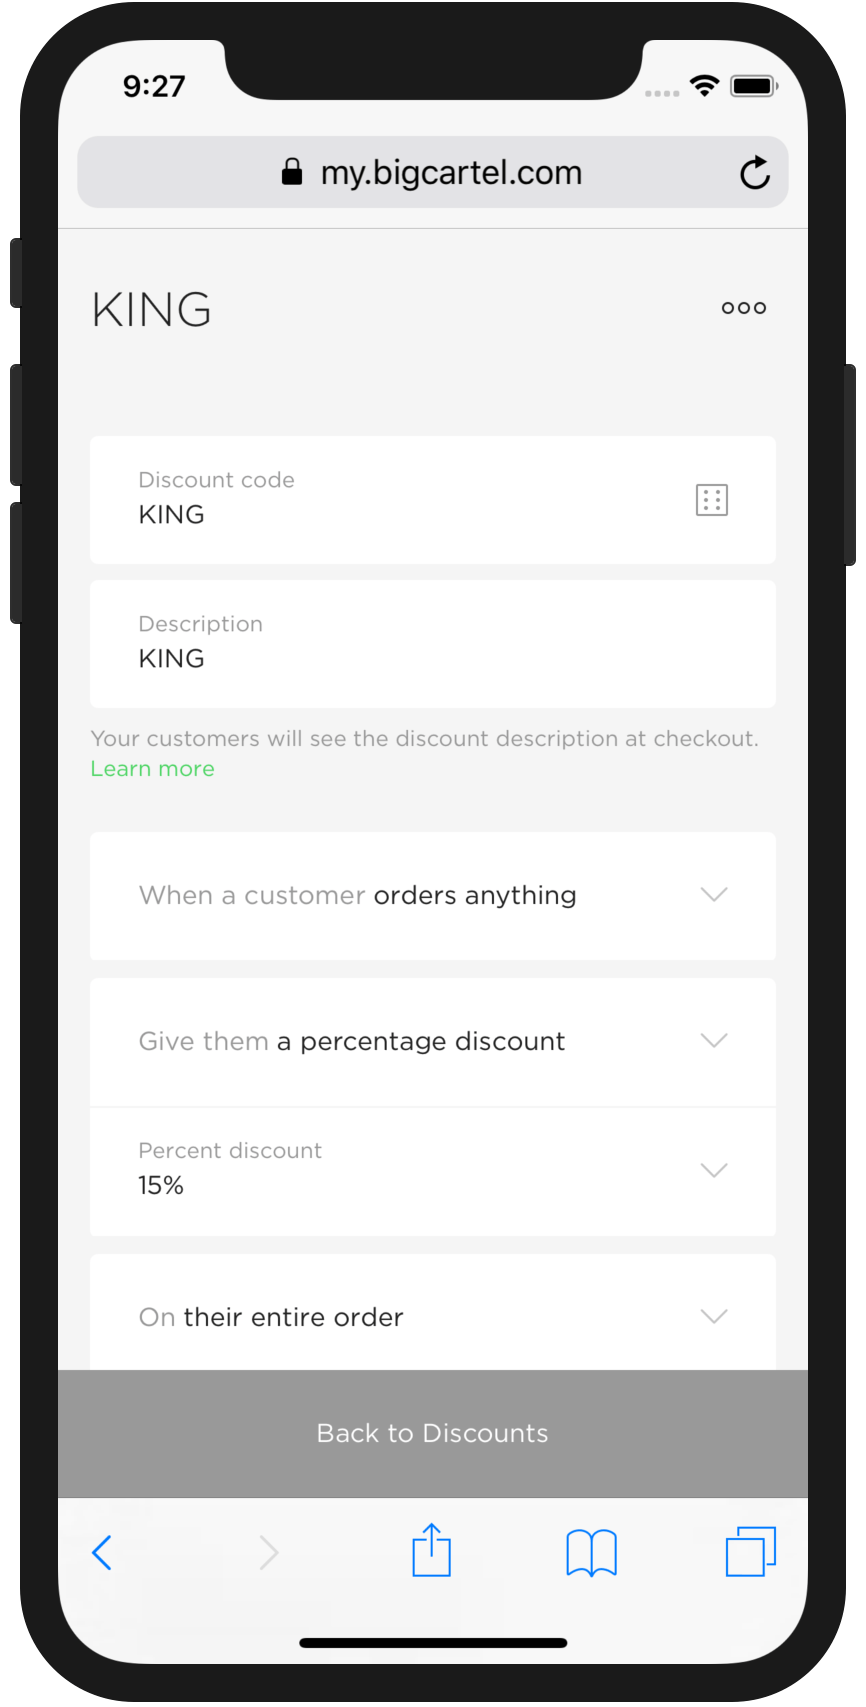 9:27
my.bigcartel.com
KING
Discount code
KING
Description
KING
Your customers will see the discount description at checkout.
Learn more
When a customer orders anything
Give them a percentage discount
Percent discount
15%
On their entire order
Back to Discounts